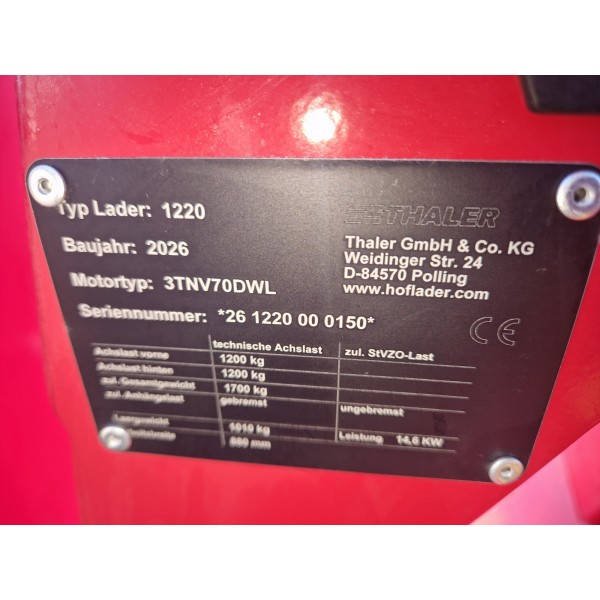 Typ Lader: 1220
Baujahr: 2026
Motortyp: 3TNV70DWL
Seriennummer: *26 1220 00 0150*
THALER
Thaler GmbH & Co. KG
Weidinger Str. 24
D-84570 Polling
www.hoflader.com
CE
technische Achslast zul. StVZO-Last
Achslast vorne 1200 kg
Achslast hinten 1200 kg
zul. Gesamtgewicht 1700 kg
zul. Anhängelast gebremst ungebremst
Leergewicht 1010 kg
mm Leistung 14,6 KW